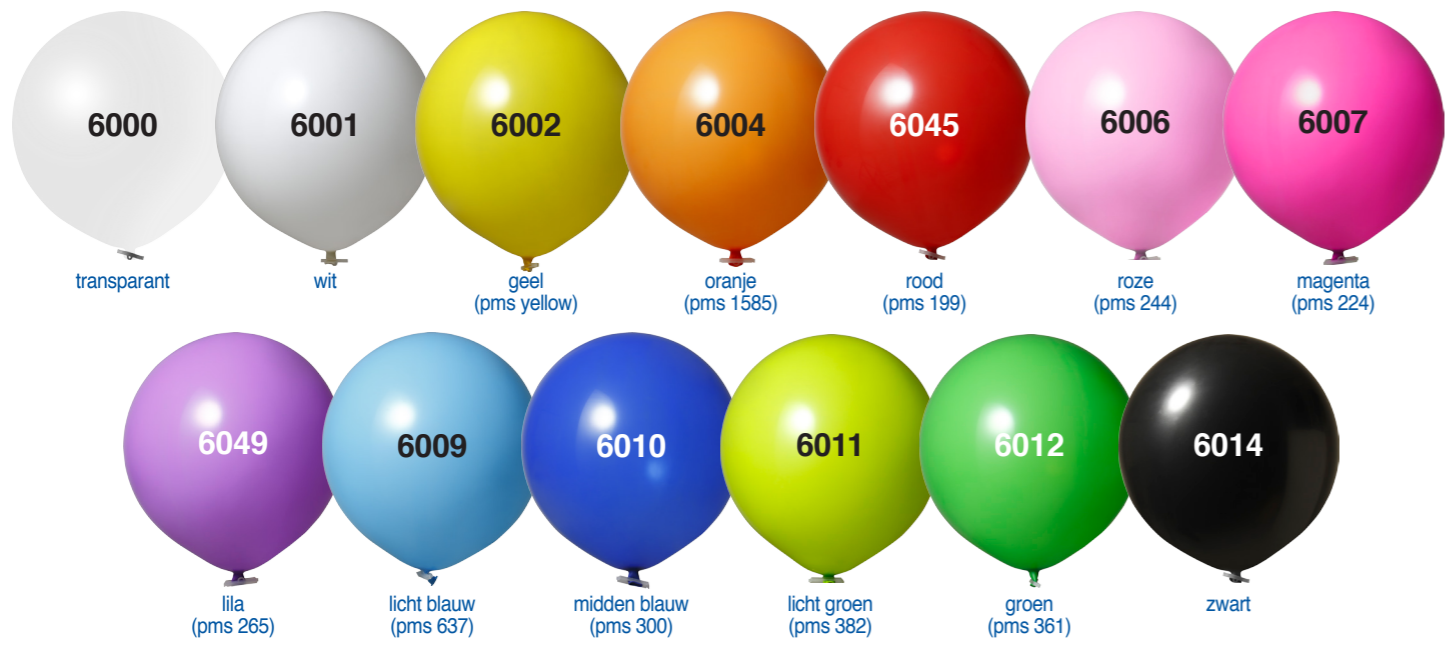 6000 6001 6002 6004 6045 6006 6007
transparant wit geel oranje rood roze magenta
(pms yellow) (pms 1585) (pms 199) (pms 244) (pms 224)
6049 6009 6010 6011 6012 6014
lila licht blauw midden blauw licht groen groen zwart
(pms 265) (pms 637) (pms 300) (pms 382) (pms 361)